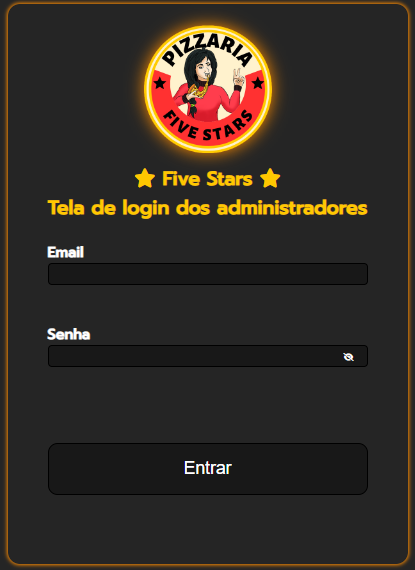 PIZZARIA
FIVE STARS
Five Stars
Tela de login dos administradores
Email
Senha
Entrar